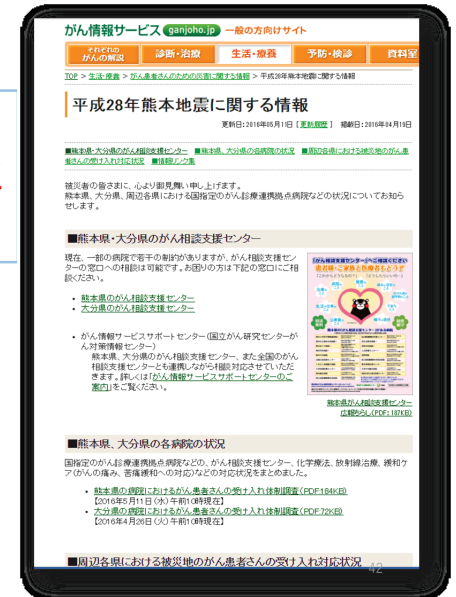 がん情報サービス ganjoho.jp 一般の方向けサイト
それぞれの
がんの解説
診断・治療
生活・療養
予防・検診
資料室
TOP > 生活・療養 > がん患者さんのための災害に関する情報 > 平成28年熊本地震に関する情報
平成28年熊本地震に関する情報
更新日:2016年05月11日 [ 更新履歴 ] 掲載日:2016年04月19日
■熊本県・大分県のがん相談支援センター ■熊本県、大分県の各病院の状況 ■周辺各県における被災地のがん患
者さんの受け入れ対応状況 ■情報リンク集
被災者の皆さまに、心より御見舞い申し上げます。
熊本県、大分県、周辺各県における国指定のがん診療連携拠点病院などの状況についてお知ら
せします。
■熊本県・大分県のがん相談支援センター
現在、一部の病院で若干の制約がありますが、がん相談支援セン
ターの窓口への相談は可能です。お困りの方は下記の窓口にご相
談ください。
• 熊本県のがん相談支援センター
• 大分県のがん相談支援センター
• がん情報サービスサポートセンター(国立がん研究センターが
ん対策情報センター)
熊本県、大分県のがん相談支援センター、また全国のがん
相談支援センターとも連携しながら相談対応させていただ
きます。詳しくは「がん情報サービスサポートセンターのご
案内」をご覧ください。
「がん相談支援センター」へご相談ください
患者様・ご家族と医療者もとうぞ
熊本県がん相談支援センター
広報ちらし(PDF:187KB)
■熊本県、大分県の各病院の状況
国指定のがん診療連携拠点病院などの、がん相談支援センター、化学療法、放射線治療、緩和ケ
ア(がんの痛み、苦痛緩和への対応)などの対応状況をまとめました。
• 熊本県の病院におけるがん患者さんの受け入れ体制調査(PDF184KB)
【2016年5月11日(水)午前10時現在】
• 大分県の病院におけるがん患者さんの受け入れ体制調査(PDF72KB)
【2016年4月26日(火)午前10時現在】
■周辺各県における被災地のがん患者さんの受け入れ対応状況
42